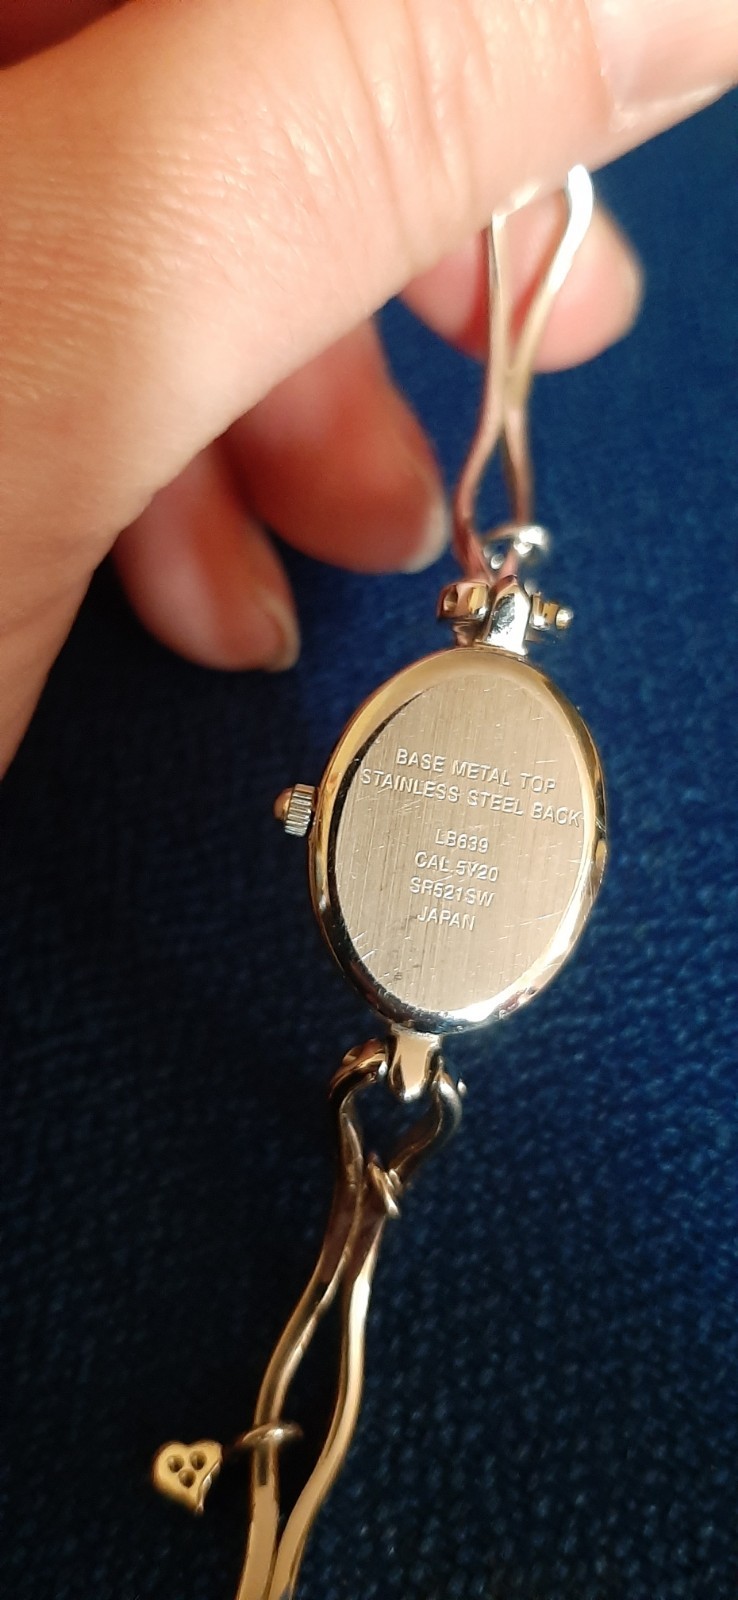 BASE METAL TOP
STAINLESS STEEL BACK
LB639
CAL 5Y20
SR521SW
JAPAN